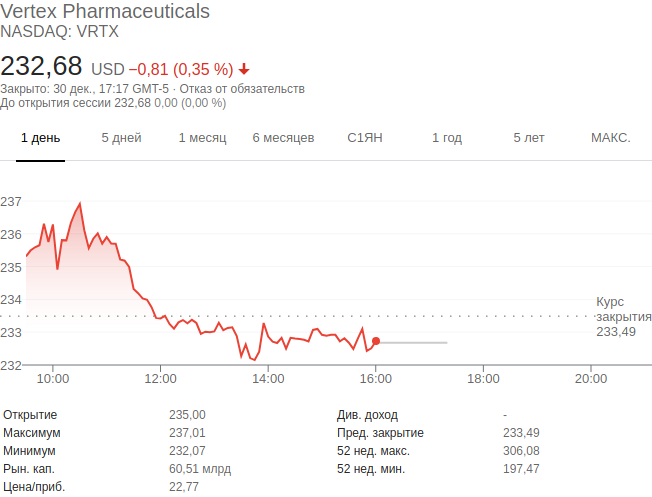 Vertex Pharmaceuticals
NASDAQ: VRTX
232,68 USD −0,81 (0,35 %)
Закрыто: 30 дек., 17:17 GMT-5 · Отказ от обязательств
До открытия сессии 232,68 0,00 (0,00 %)
1 день 5 дней 1 месяц 6 месяцев С1ЯН 1 год 5 лет МАКС.
237
236
235
234
Курс
закрытия
233,49
233
232
10:00 12:00 14:00 16:00 18:00 20:00
Открытие 235,00 Див. доход -
Максимум 237,01 Пред. закрытие 233,49
Минимум 232,07 52 нед. макс. 306,08
Рын. кап. 60,51 млрд 52 нед. мин. 197,47
Цена/приб. 22,77